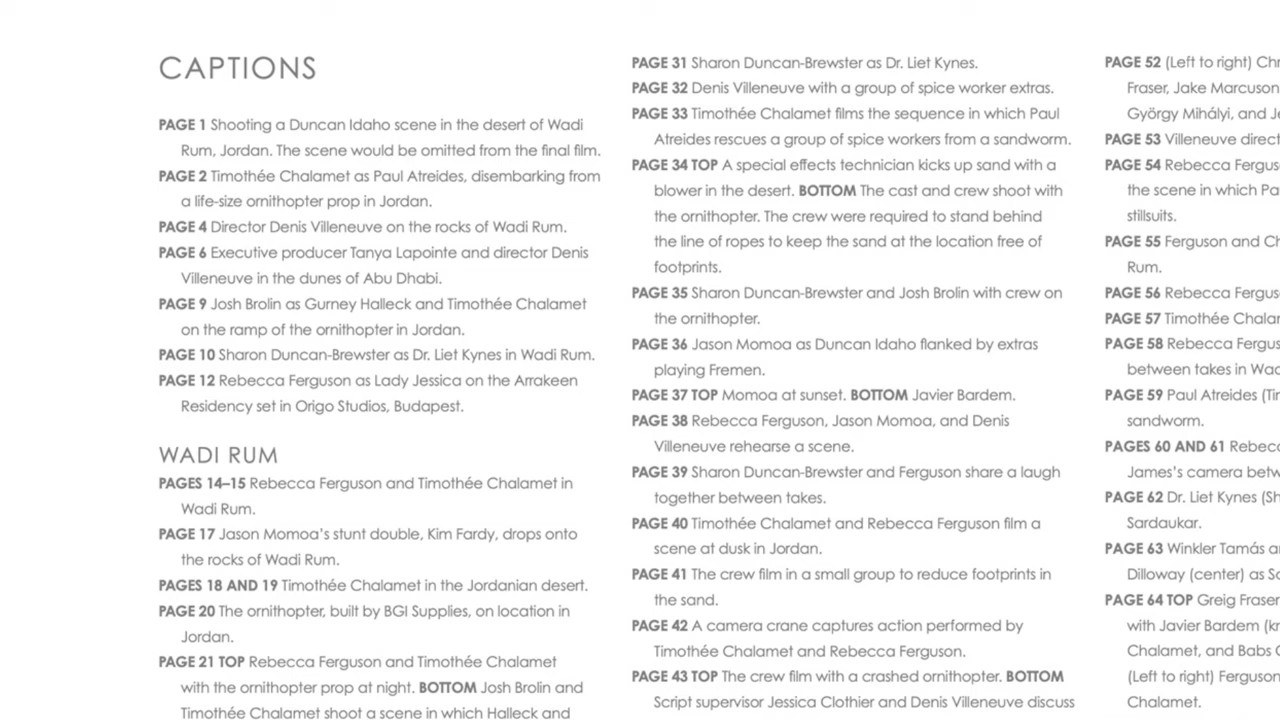 CAPTIONS
PAGE 1 Shooting a Duncan Idaho scene in the desert of Wadi
Rum, Jordan. The scene would be omitted from the final film.
PAGE 2 Timothée Chalamet as Paul Atreides, disembarking from
a life-size ornithopter prop in Jordan.
PAGE 4 Director Denis Villeneuve on the rocks of Wadi Rum.
PAGE 6 Executive producer Tanya Lapointe and director Denis
Villeneuve in the dunes of Abu Dhabi.
PAGE 9 Josh Brolin as Gurney Halleck and Timothée Chalamet
on the ramp of the ornithopter in Jordan.
PAGE 10 Sharon Duncan-Brewster as Dr. Liet Kynes in Wadi Rum.
PAGE 12 Rebecca Ferguson as Lady Jessica on the Arrakeen
Residency set in Origo Studios, Budapest.
WADI RUM
PAGES 14–15 Rebecca Ferguson and Timothée Chalamet in
Wadi Rum.
PAGE 17 Jason Momoa's stunt double, Kim Fardy, drops onto
the rocks of Wadi Rum.
PAGES 18 AND 19 Timothée Chalamet in the Jordanian desert.
PAGE 20 The ornithopter, built by BGI Supplies, on location in
Jordan.
PAGE 21 TOP Rebecca Ferguson and Timothée Chalamet
with the ornithopter prop at night. BOTTOM Josh Brolin and
Timothée Chalamet shoot a scene in which Halleck and
PAGE 31 Sharon Duncan-Brewster as Dr. Liet Kynes.
PAGE 32 Denis Villeneuve with a group of spice worker extras.
PAGE 33 Timothée Chalamet films the sequence in which Paul
Atreides rescues a group of spice workers from a sandworm.
PAGE 34 TOP A special effects technician kicks up sand with a
blower in the desert. BOTTOM The cast and crew shoot with
the ornithopter. The crew were required to stand behind
the line of ropes to keep the sand at the location free of
footprints.
PAGE 35 Sharon Duncan-Brewster and Josh Brolin with crew on
the ornithopter.
PAGE 36 Jason Momoa as Duncan Idaho flanked by extras
playing Fremen.
PAGE 37 TOP Momoa at sunset. BOTTOM Javier Bardem.
PAGE 38 Rebecca Ferguson, Jason Momoa, and Denis
Villeneuve rehearse a scene.
PAGE 39 Sharon Duncan-Brewster and Ferguson share a laugh
together between takes.
PAGE 40 Timothée Chalamet and Rebecca Ferguson film a
scene at dusk in Jordan.
PAGE 41 The crew film in a small group to reduce footprints in
the sand.
PAGE 42 A camera crane captures action performed by
Timothée Chalamet and Rebecca Ferguson.
PAGE 43 TOP The crew film with a crashed ornithopter. BOTTOM
Script supervisor Jessica Clothier and Denis Villeneuve discuss
PAGE 52 (Left to right) Chr
Fraser, Jake Marcuson
György Mihályi, and Je
PAGE 53 Villeneuve direct
PAGE 54 Rebecca Fergus
the scene in which Pa
stillsuits.
PAGE 55 Ferguson and Ch
Rum.
PAGE 56 Rebecca Fergus
PAGE 57 Timothée Chalar
PAGE 58 Rebecca Fergus
between takes in Wad
PAGE 59 Paul Atreides (Tir
sandworm.
PAGES 60 AND 61 Rebec
James's camera betw
PAGE 62 Dr. Liet Kynes (Sh
Sardaukar.
PAGE 63 Winkler Tamás a
Dilloway (center) as Sc
PAGE 64 TOP Greig Fraser
with Javier Bardem (kr
Chalamet, and Babs
(Left to right) Ferguson
Chalamet.